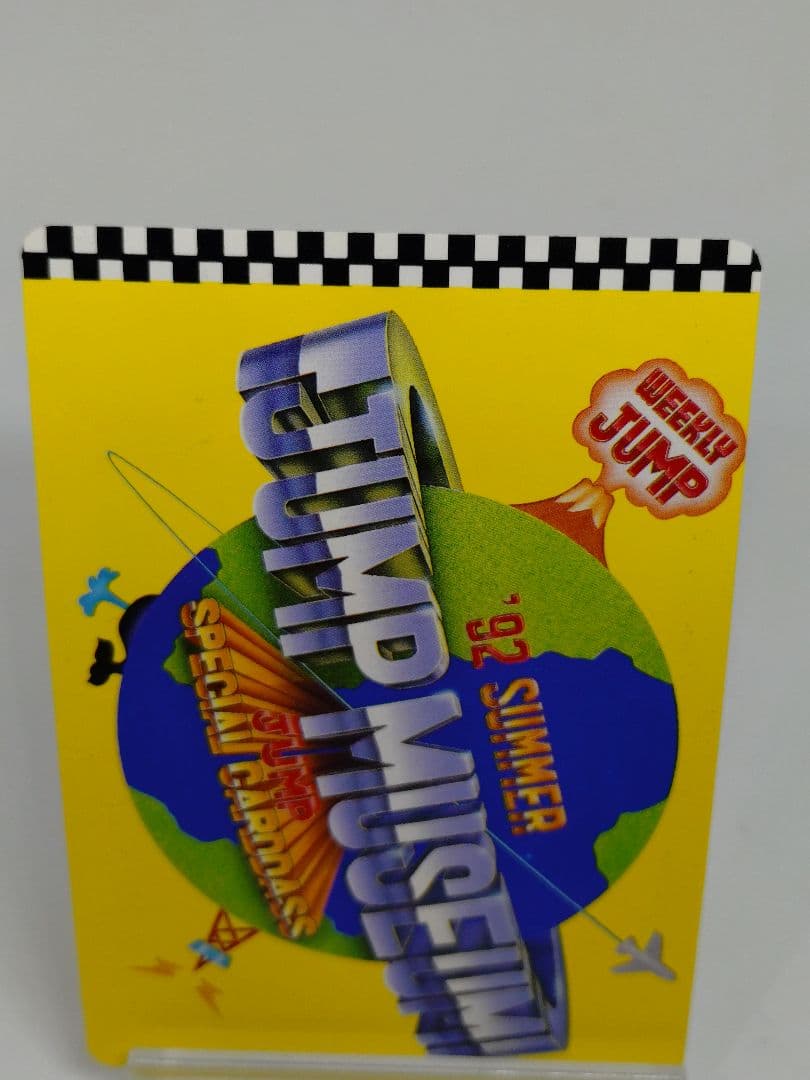 WEEKLY
JUMP
'92 SUMMER
JUMP MUSEUM
JUMP
SPECIAL CARDDASS